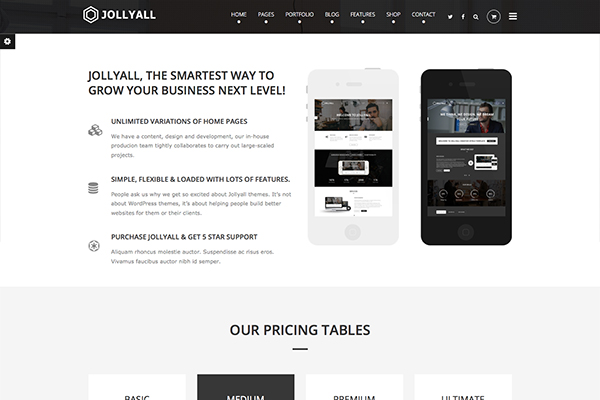 JOLLYALL
HOME PAGES PORTFOLIO BLOG FEATURES SHOP CONTACT
JOLLYALL, THE SMARTEST WAY TO
GROW YOUR BUSINESS NEXT LEVEL!
UNLIMITED VARIATIONS OF HOME PAGES
We have a content, design and development, our in-house
producion team tightly collaborates to carry out large-scaled
projects.
SIMPLE, FLEXIBLE & LOADED WITH LOTS OF FEATURES.
People ask us why we get so excited about Jollyall themes. It's not
about WordPress themes, it's about helping people build better
websites for them or their clients.
PURCHASE JOLLYALL & GET 5 STAR SUPPORT
Aliquam rhoncus molestie auctor. Suspendisse ac risus eros.
Vivamus faucibus auctor nibh id semper.
OUR PRICING TABLES
BASIC MEDIUM PREMIUM ULTIMATE